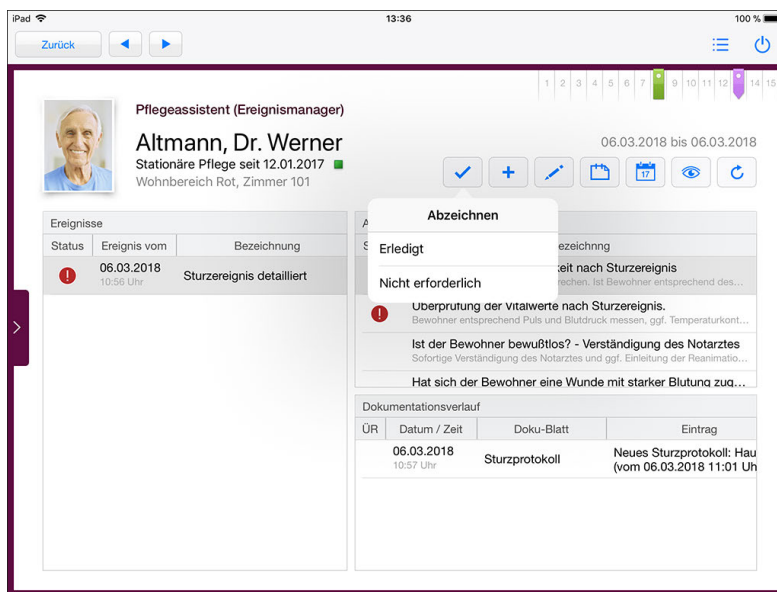 iPad 13:36 100 %
Zurück
1 2 3 4 5 6 7 9 10 11 12 14 15
Pflegeassistent (Ereignismanager)
Altmann, Dr. Werner
06.03.2018 bis 06.03.2018
Stationäre Pflege seit 12.01.2017
Wohnbereich Rot, Zimmer 101
17
Abzeichnen
Erledigt
Nicht erforderlich
Ereignisse
Status Ereignis vom Bezeichnung
06.03.2018
10:56 Uhr
Sturzereignis detailliert
A
S ezeichnng
keit nach Sturzereignis
rechen. Ist Bewohner entsprechend des...
Überprüfung der Vitalwerte nach Sturzereignis.
Bewohner entsprechend Puls und Blutdruck messen, ggf. Temperaturkont...
Ist der Bewohner bewußtlos? - Verständigung des Notarztes
Sofortige Verständigung des Notarztes und ggf. Einleitung der Reanimatio...
Hat sich der Bewohner eine Wunde mit starker Blutung zug...
Dokumentationsverlauf
ÜR Datum / Zeit Doku-Blatt Eintrag
06.03.2018
10:57 Uhr
Sturzprotokoll
Neues Sturzprotokoll: Hau
(vom 06.03.2018 11:01 Uh